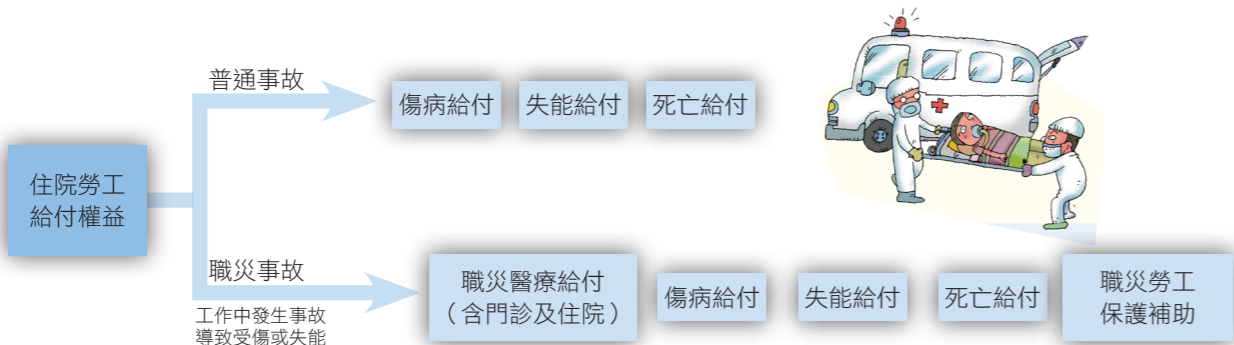 普通事故
傷病給付
失能給付
死亡給付
住院勞工
給付權益
職災事故
工作中發生事故
導致受傷或失能
職災醫療給付
（含門診及住院）
傷病給付
失能給付
死亡給付
職災勞工
保護補助